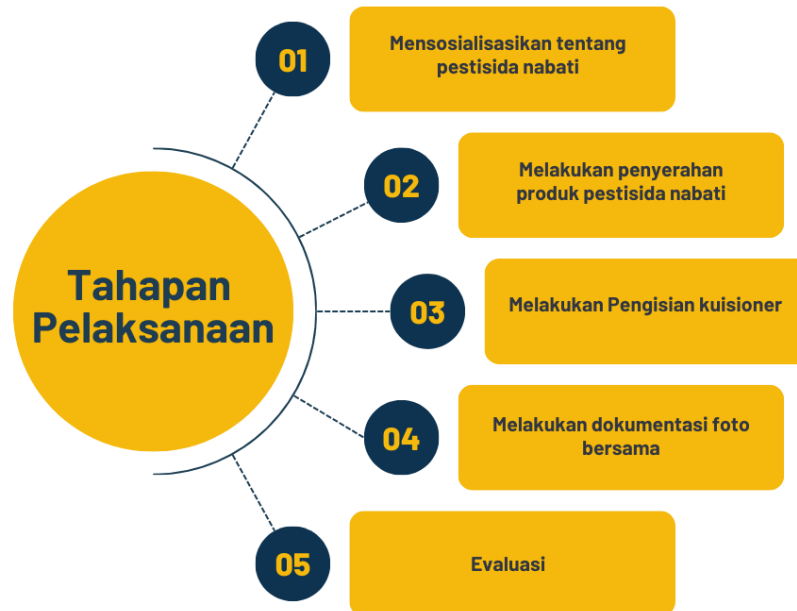 Tahapan
Pelaksanaan
01
Mensosialisasikan tentang
pestisida nabati
02
Melakukan penyerahan
produk pestisida nabati
03
Melakukan Pengisian kuisioner
04
Melakukan dokumentasi foto
bersama
05
Evaluasi